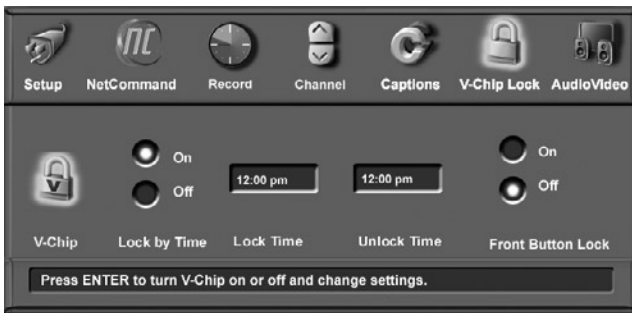 NC
Setup NetCommand Record Channel Captions V-Chip Lock AudioVideo
On On
12:00 pm 12:00 pm
Off Off
V
V-Chip Lock by Time Lock Time Unlock Time Front Button Lock
Press ENTER to turn V-Chip on or off and change settings.